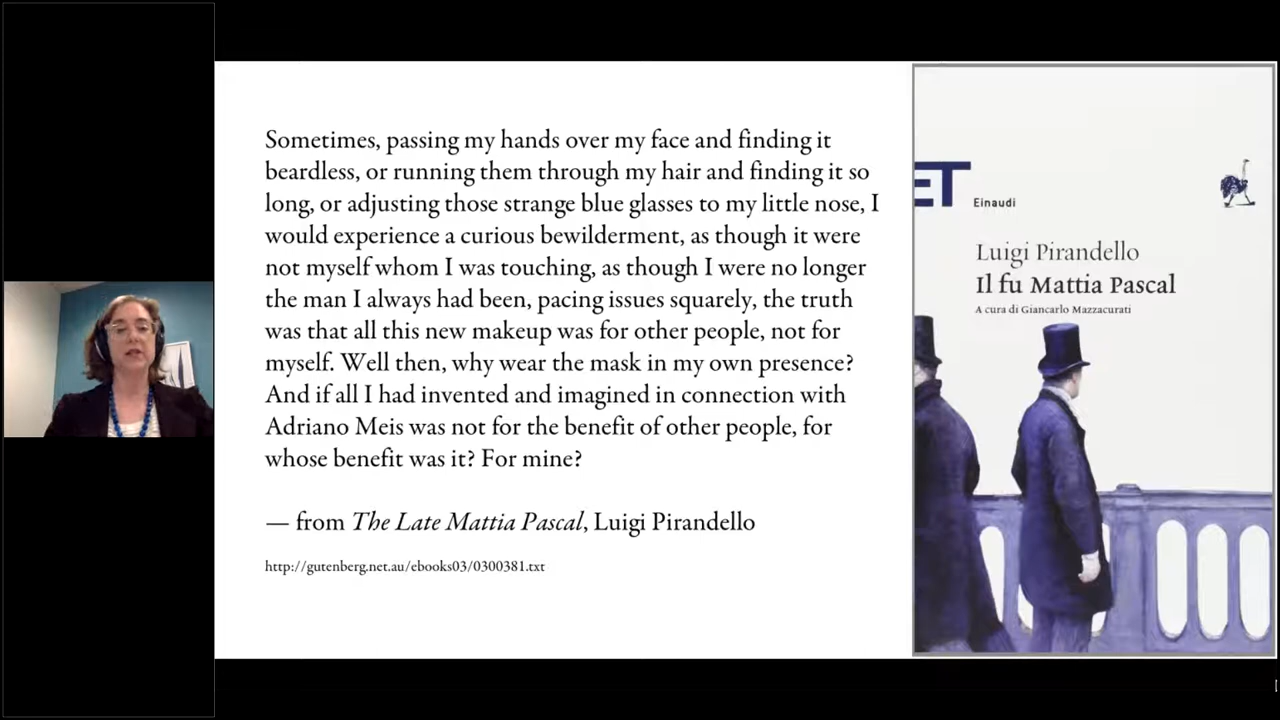 Sometimes, passing my hands over my face and finding it
beardless, or running them through my hair and finding it so
long, or adjusting those strange blue glasses to my little nose, I
would experience a curious bewilderment, as though it were
not myself whom I was touching, as though I were no longer
the man I always had been, pacing issues squarely, the truth
was that all this new makeup was for other people, not for
myself. Well then, why wear the mask in my own presence?
And if all I had invented and imagined in connection with
Adriano Meis was not for the benefit of other people, for
whose benefit was it? For mine?
— from The Late Mattia Pascal, Luigi Pirandello
http://gutenberg.net.au/ebooks03/0300381.txt
ET Einaudi
Luigi Pirandello
Il fu Mattia Pascal
A cura di Giancarlo Mazzacurati